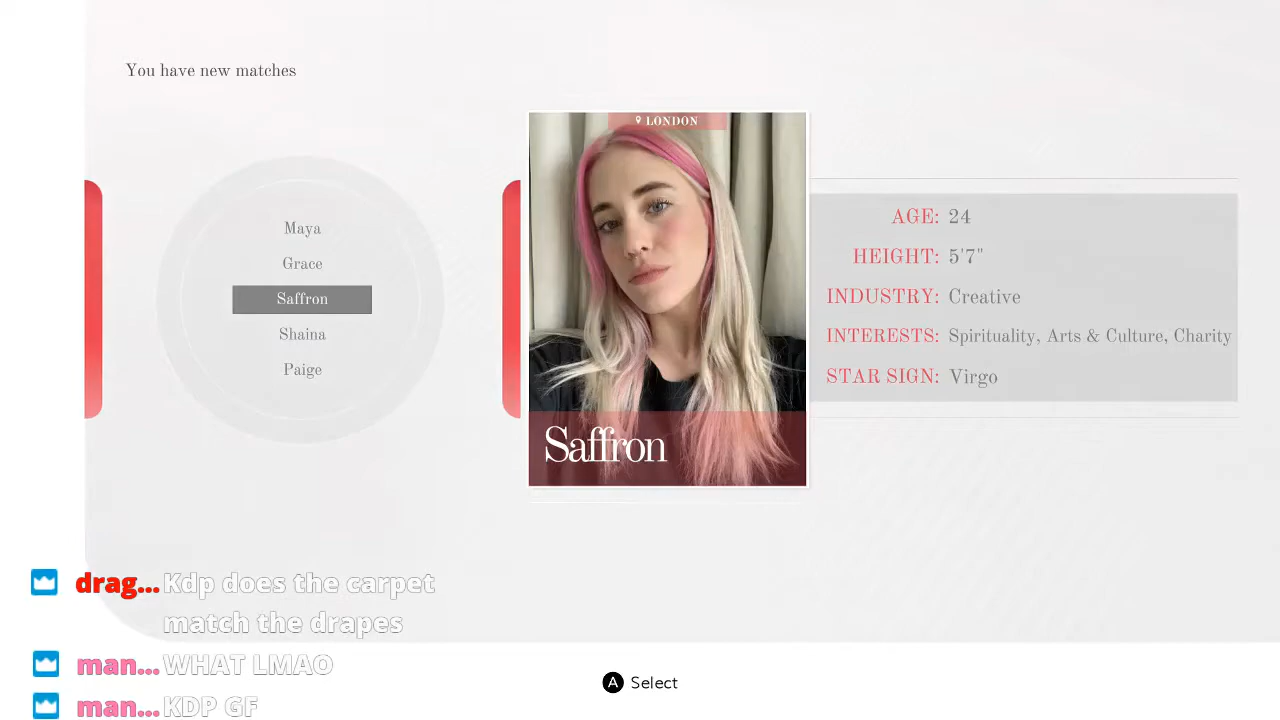 You have new matches
LONDON
Maya
Grace
Saffron
Shaina
Paige
Saffron
AGE: 24
HEIGHT: 5'7"
INDUSTRY: Creative
INTERESTS: Spirituality, Arts & Culture, Charity
STAR SIGN: Virgo
drag... Kdp does the carpet
match the drapes
man... WHAT LMAO
man... KDP GF
A Select